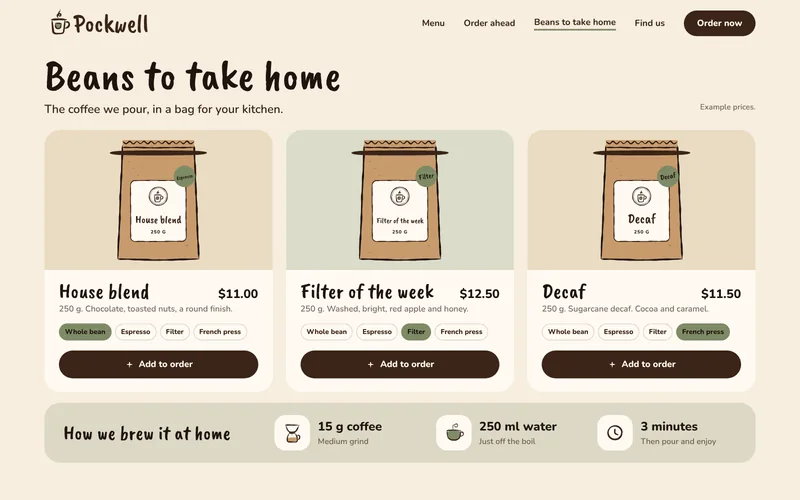 Pockwell
Menu
Order ahead
Beans to take home
Find us
Order now
Beans to take home
The coffee we pour, in a bag for your kitchen.
Example prices.
Espresso
House blend
250 G
Filter
Filter of the week
250 G
Decaf
Decaf
250 G
House blend
$11.00
250 g. Chocolate, toasted nuts, a round finish.
Whole bean
Espresso
Filter
French press
+ Add to order
Filter of the week
$12.50
250 g. Washed, bright, red apple and honey.
Whole bean
Espresso
Filter
French press
+ Add to order
Decaf
$11.50
250 g. Sugarcane decaf. Cocoa and caramel.
Whole bean
Espresso
Filter
French press
+ Add to order
How we brew it at home
15 g coffee
Medium grind
250 ml water
Just off the boil
3 minutes
Then pour and enjoy